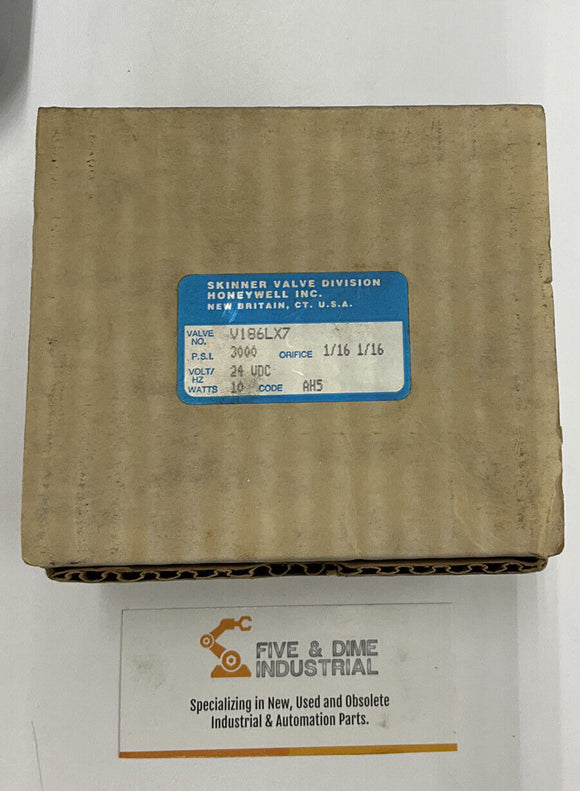 SKINNER VALVE DIVISION
HONEYWELL INC.
NEW BRITAIN, CT. U.S.A.
VALVE NO. V186LX7
P.S.I. 3000 ORIFICE 1/16 1/16
VOLT/HZ 24 VDC
WATTS 10 CODE AH5
FIVE & DIME
INDUSTRIAL
Specializing in New, Used and Obsolete
Industrial & Automation Parts.